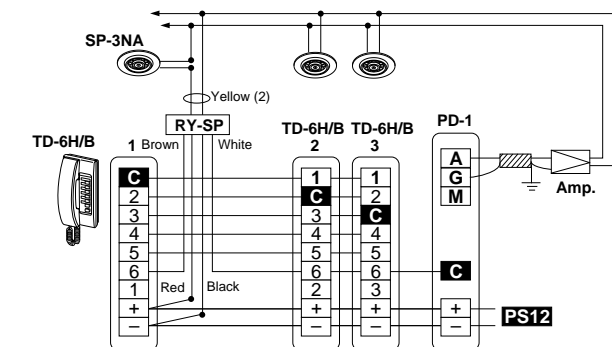 SP-3NA
Yellow (2)
RY-SP
TD-6H/B
1 Brown
White
TD-6H/B
2
TD-6H/B
3
PD-1
Amp.
C
2
3
4
5
6
1
+
–
Red
Black
1
C
3
4
5
6
2
+
–
1
2
C
4
5
6
3
+
–
A
G
M
C
+
–
PS12